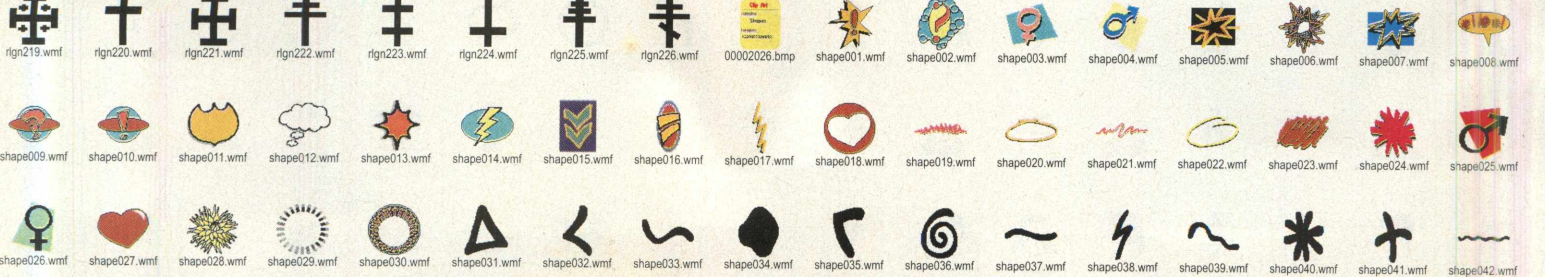 Clip Art
Shapes
rlgn219.wmf rlgn220.wmf rlgn221.wmf rlgn222.wmf rlgn223.wmf rlgn224.wmf rlgn225.wmf rlgn226.wmf 00002026.bmp shape001.wmf shape002.wmf shape003.wmf shape004.wmf shape005.wmf shape006.wmf shape007.wmf shape008.wmf
shape009.wmf shape010.wmf shape011.wmf shape012.wmf shape013.wmf shape014.wmf shape015.wmf shape016.wmf shape017.wmf shape018.wmf shape019.wmf shape020.wmf shape021.wmf shape022.wmf shape023.wmf shape024.wmf shape025.wmf
shape026.wmf shape027.wmf shape028.wmf shape029.wmf shape030.wmf shape031.wmf shape032.wmf shape033.wmf shape034.wmf shape035.wmf shape036.wmf shape037.wmf shape038.wmf shape039.wmf shape040.wmf shape041.wmf shape042.wmf